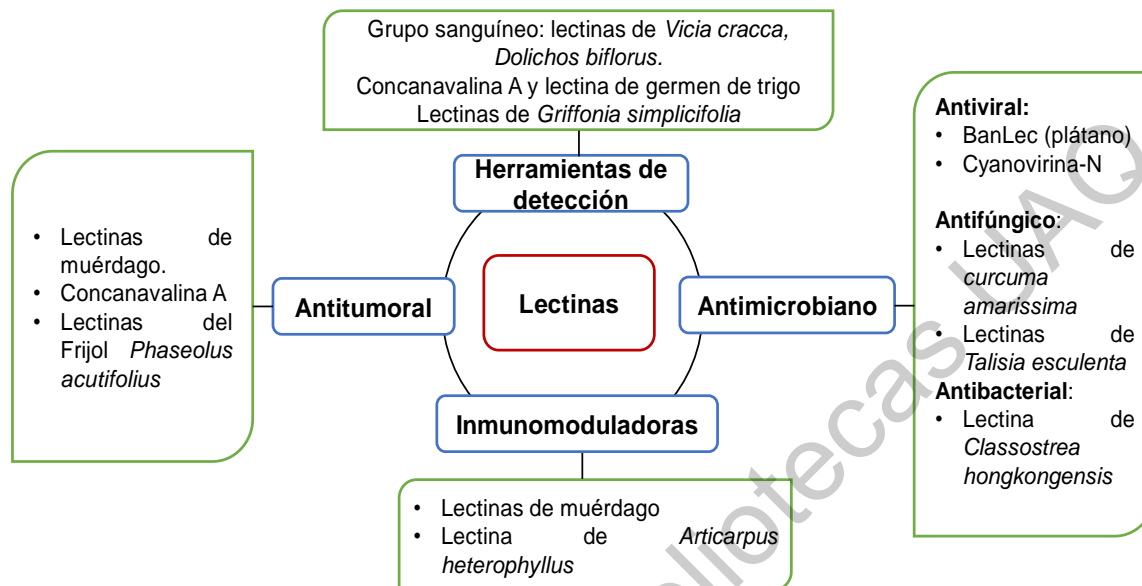 Grupo sanguíneo: lectinas de Vicia cracca,
Dolichos biflorus.
Concanavalina A y lectina de germen de trigo
Lectinas de Griffonia simplicifolia
Herramientas de
detección
• Lectinas de
muérdago.
• Concanavalina A
• Lectinas del
Frijol Phaseolus
acutifolius
Antitumoral
Lectinas
Antimicrobiano
Antiviral:
• BanLec (plátano)
• Cyanovirina-N
Antifúngico:
• Lectinas de
curcuma
amarissima
• Lectinas de
Talisia esculenta
Antibacterial:
• Lectina de
Classostrea
hongkongensis
Inmunomoduladoras
• Lectinas de muérdago
• Lectina de Articarpus
heterophyllus
liotecas UAQ